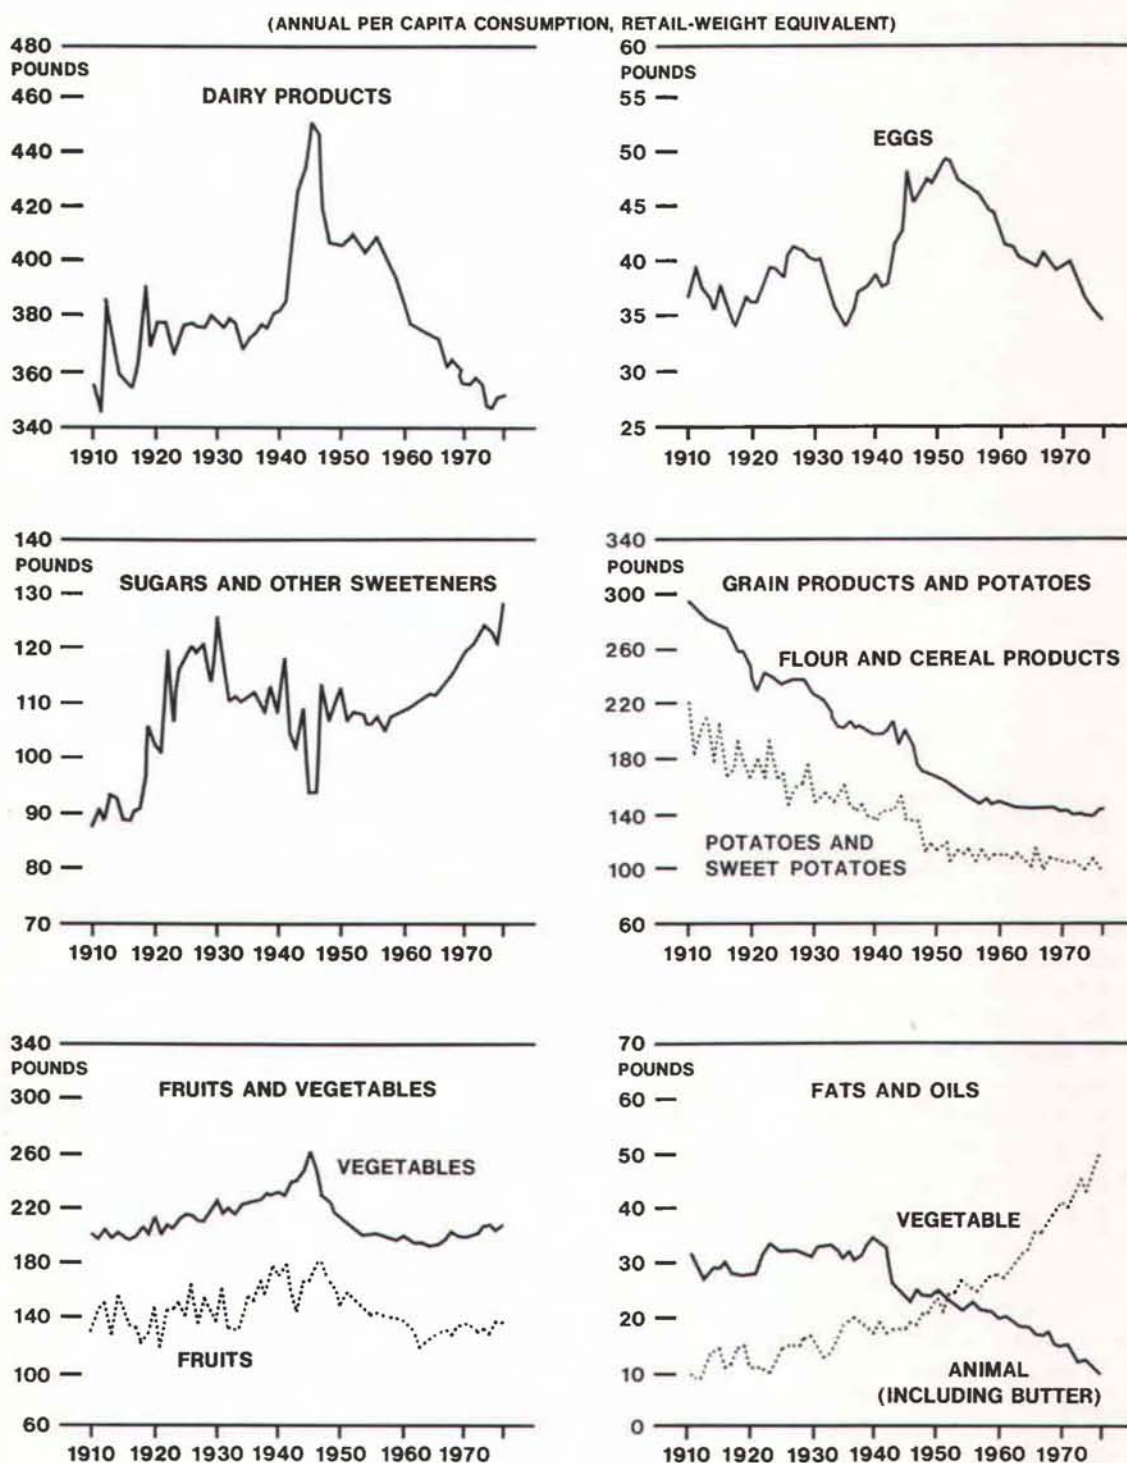 (ANNUAL PER CAPITA CONSUMPTION, RETAIL-WEIGHT EQUIVALENT)
480
POUNDS
460
DAIRY PRODUCTS
440
420
400
380
360
340
1910 1920 1930 1940 1950 1960 1970
60
POUNDS
55
EGGS
50
45
40
35
30
25
1910 1920 1930 1940 1950 1960 1970
140
POUNDS
SUGARS AND OTHER SWEETENERS
130
120
110
100
90
80
70
1910 1920 1930 1940 1950 1960 1970
340
POUNDS
GRAIN PRODUCTS AND POTATOES
300
260
FLOUR AND CEREAL PRODUCTS
220
180
140
POTATOES AND
SWEET POTATOES
100
60
1910 1920 1930 1940 1950 1960 1970
340
POUNDS
FRUITS AND VEGETABLES
300
260
VEGETABLES
220
180
140
FRUITS
100
60
1910 1920 1930 1940 1950 1960 1970
70
POUNDS
FATS AND OILS
60
50
40
VEGETABLE
30
20
10
ANIMAL
(INCLUDING BUTTER)
0
1910 1920 1930 1940 1950 1960 1970